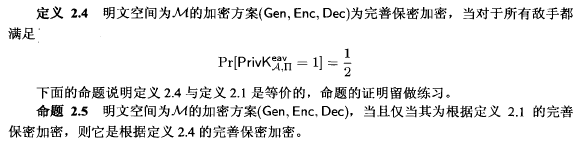 定义 2.4 明文空间为ℳ的加密方案(Gen, Enc, Dec)为完善保密加密，当对于所有敌手都
满足
Pr[PrivK^{eav}_{𝒜,Π} = 1] = 1/2
下面的命题说明定义 2.4 与定义 2.1 是等价的，命题的证明留做练习。
命题 2.5 明文空间为ℳ的加密方案(Gen, Enc, Dec)，当且仅当其为根据定义 2.1 的完善
保密加密，则它是根据定义 2.4 的完善保密加密。